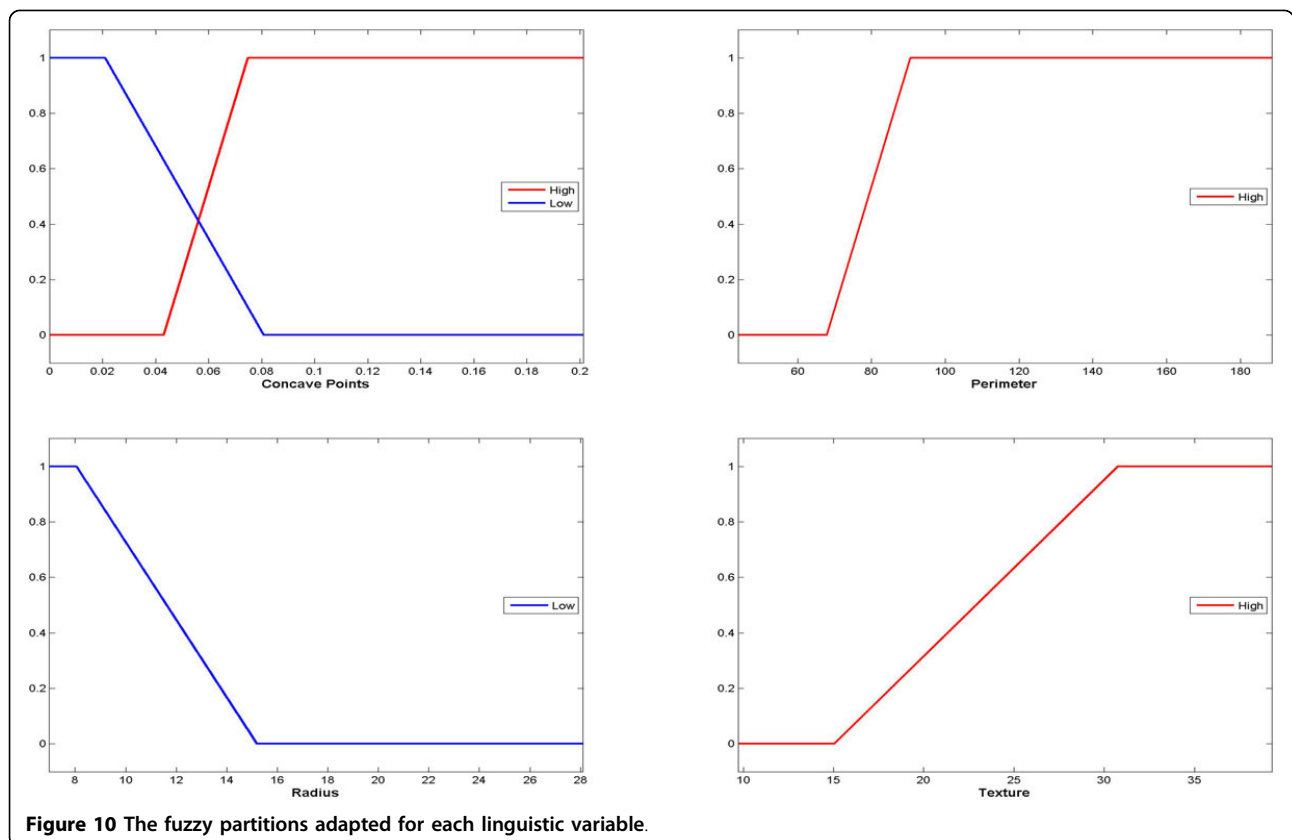 1
0.8
0.6
0.4
0.2
0
High
Low
0 0.02 0.04 0.06 0.08 0.1 0.12 0.14 0.16 0.18 0.2
Concave Points
1
0.8
0.6
0.4
0.2
0
High
60 80 100 120 140 160 180
Perimeter
1
0.8
0.6
0.4
0.2
0
Low
8 10 12 14 16 18 20 22 24 26 28
Radius
1
0.8
0.6
0.4
0.2
0
High
10 15 20 25 30 35
Texture
Figure 10 The fuzzy partitions adapted for each linguistic variable.